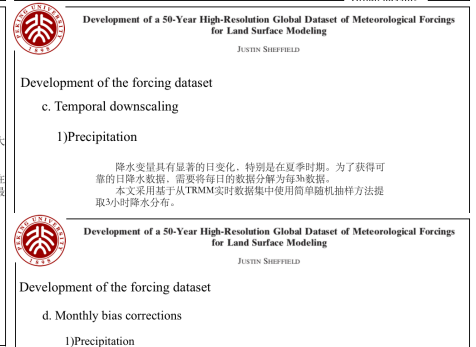 Development of a 50-Year High-Resolution Global Dataset of Meteorological Forcings
for Land Surface Modeling
JUSTIN SHEFFIELD
Development of the forcing dataset
c. Temporal downscaling
1)Precipitation
降水变量具有显著的日变化，特别是在夏季时期。为了获得可
靠的日降水数据，需要将每日的数据分解为每3h数据。
本文采用基于从TRMM实时数据集中使用简单随机抽样方法提
取3小时降水分布。
PEKING UNIVERSITY
1898
Development of a 50-Year High-Resolution Global Dataset of Meteorological Forcings
for Land Surface Modeling
JUSTIN SHEFFIELD
Development of the forcing dataset
d. Monthly bias corrections
1)Precipitation